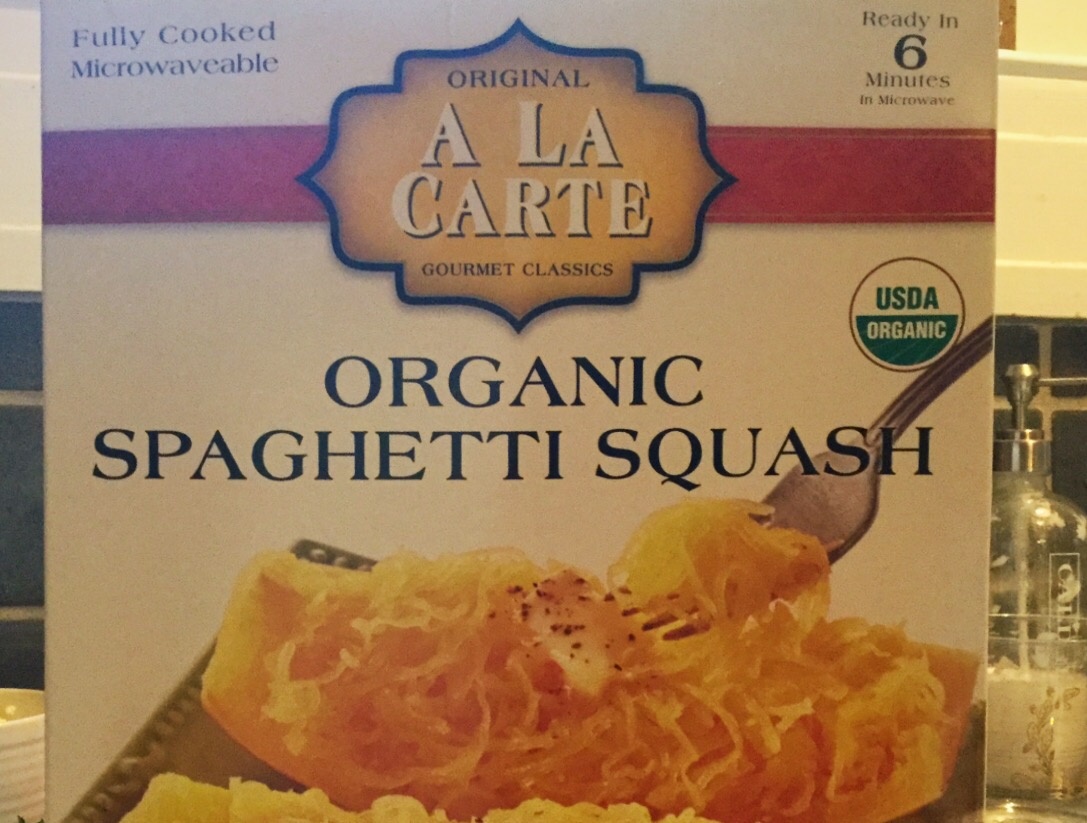 Fully Cooked
Microwaveable
Ready In
6
Minutes
In Microwave
ORIGINAL
A LA
CARTE
GOURMET CLASSICS
USDA
ORGANIC
ORGANIC
SPAGHETTI SQUASH